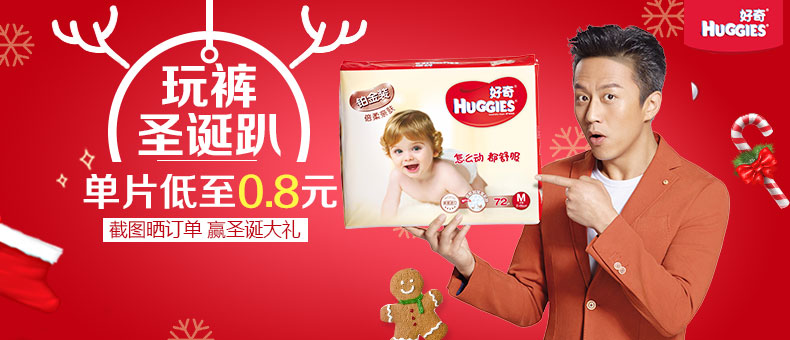 玩裤
圣诞趴
单片低至0.8元
截图晒订单 赢圣诞大礼
铂金装
倍柔亲肤
好奇
HUGGIES
怎么动 都舒服
72
M
好奇
HUGGIES